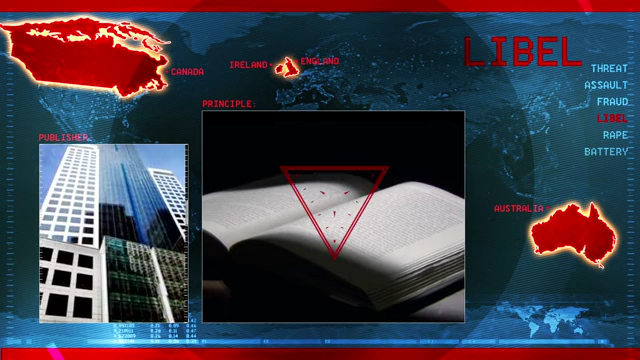 LIBEL
CANADA
IRELAND
ENGLAND
THREAT
ASSAULT
FRAUD
LIBEL
RAPE
BATTERY
PRINCIPLE:
PUBLISHER
AUSTRALIA